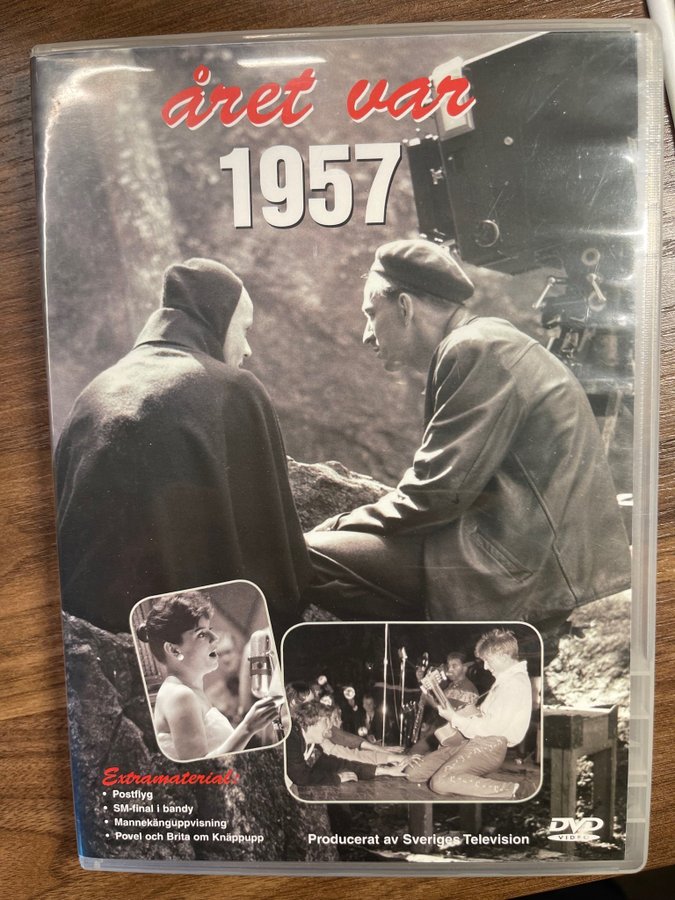 året var
1957
Extramaterial:
• Postflyg
• SM-final i bandy
• Mannekänguppvisning
• Povel och Brita om Knäppupp
Producerat av Sveriges Television
DVD
VIDEO